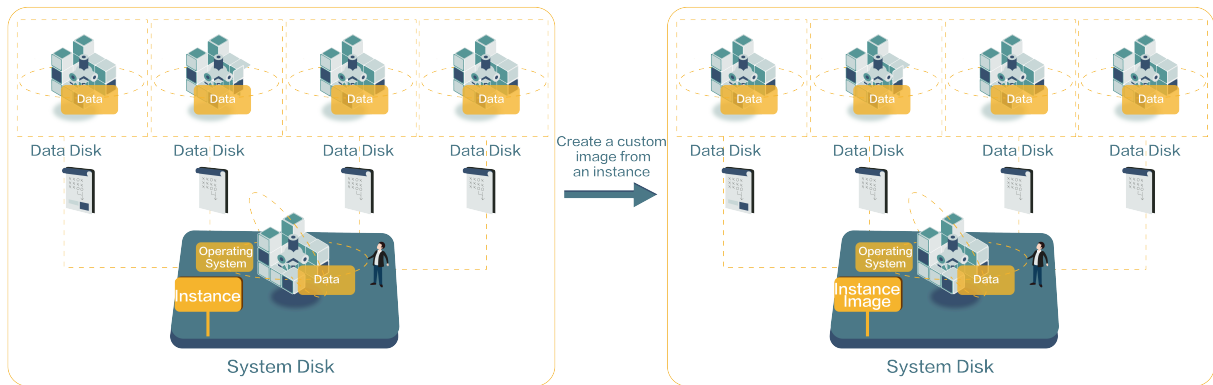 Data
Data
Data
Data
Data Disk
Data Disk
Data Disk
Data Disk
Operating
System
Data
Instance
System Disk
Create a custom
image from
an instance
Data
Data
Data
Data
Data Disk
Data Disk
Data Disk
Data Disk
Operating
System
Data
Instance
Image
System Disk